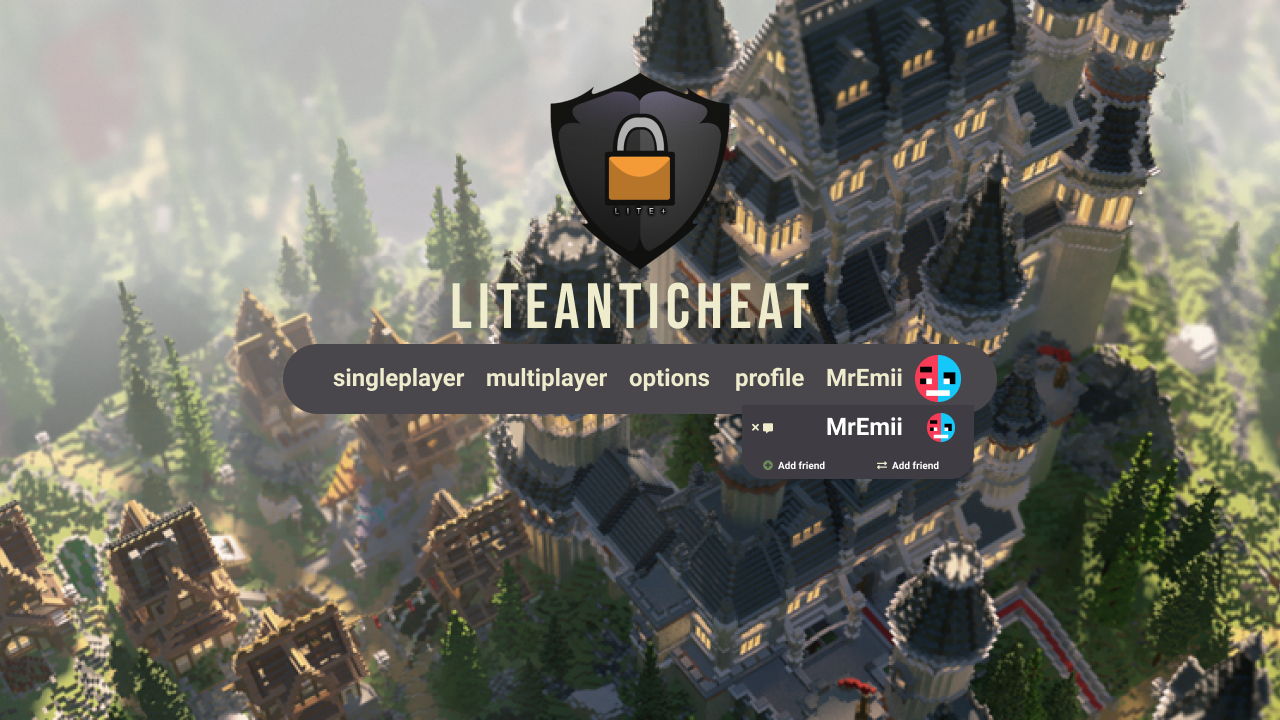 LITE+
LITEANTICHEAT
singleplayer multiplayer options profile MrEmii
MrEmii
Add friend Add friend